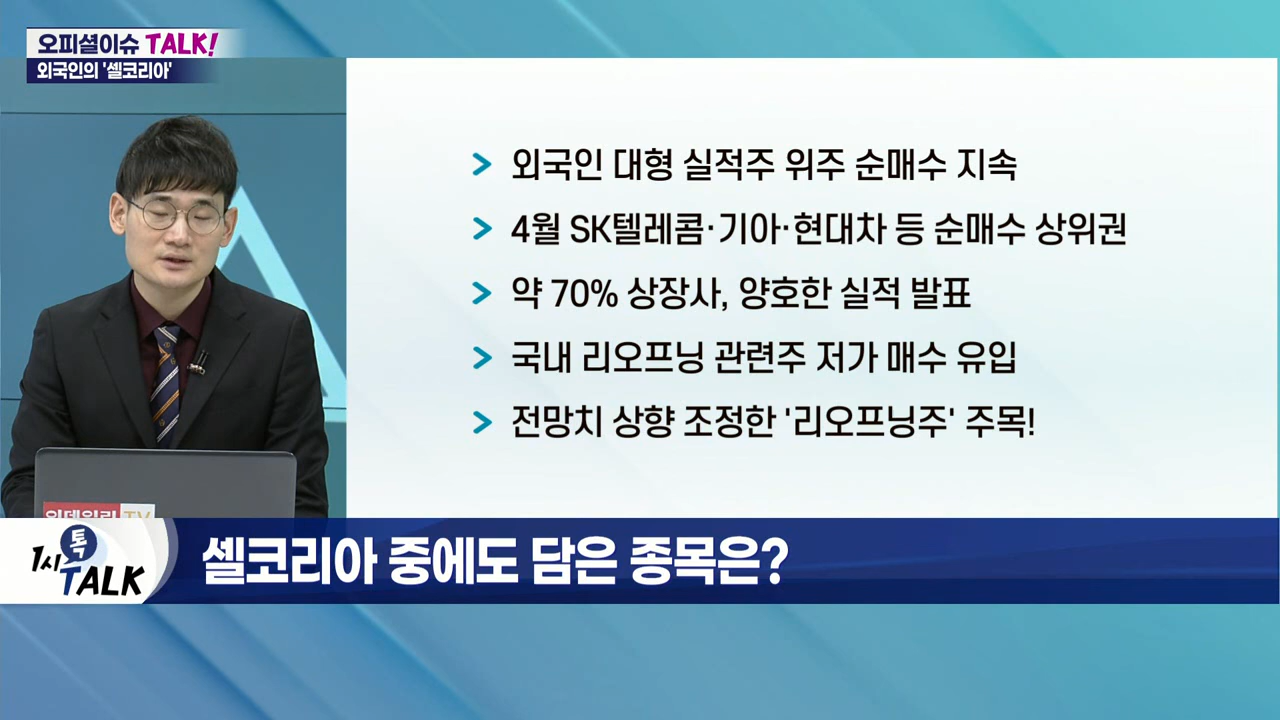 오피셜이슈 TALK!
외국인의 '셀코리아'
> 외국인 대형 실적주 위주 순매수 지속
> 4월 SK텔레콤·기아·현대차 등 순매수 상위권
> 약 70% 상장사, 양호한 실적 발표
> 국내 리오프닝 관련주 저가 매수 유입
> 전망치 상향 조정한 '리오프닝주' 주목!
이데일리 TV
1시 톡 TALK
셀코리아 중에도 담은 종목은?